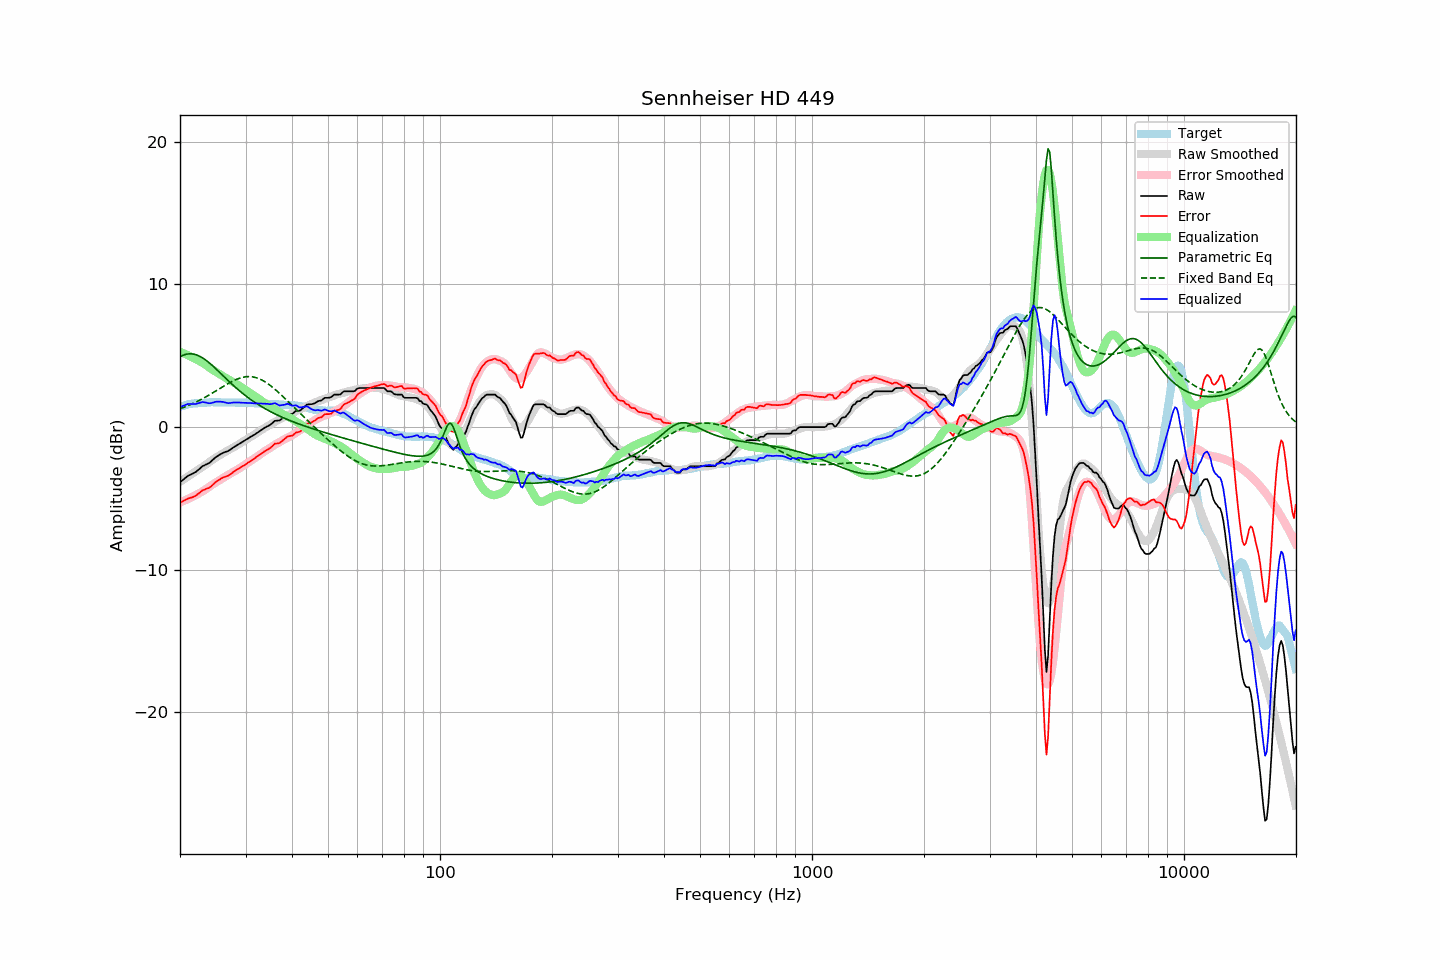 Sennheiser HD 449
Target
Raw Smoothed
Error Smoothed
Raw
Error
Equalization
Parametric Eq
Fixed Band Eq
Equalized
20
10
0
−10
−20
Amplitude (dBr)
100
1000
10000
Frequency (Hz)